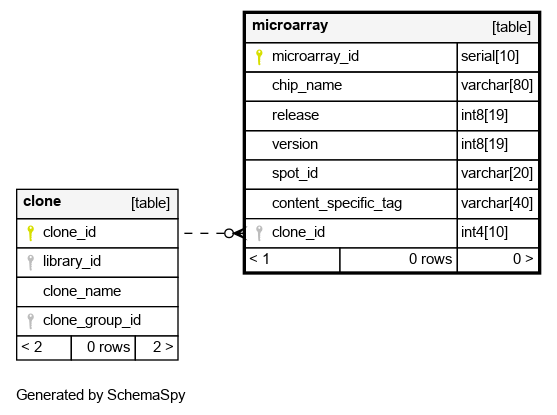 microarray [table]
microarray_id serial[10]
chip_name varchar[80]
release int8[19]
version int8[19]
spot_id varchar[20]
content_specific_tag varchar[40]
clone_id int4[10]
< 1 0 rows 0 >
clone [table]
clone_id
library_id
clone_name
clone_group_id
< 2 0 rows 2 >
Generated by SchemaSpy